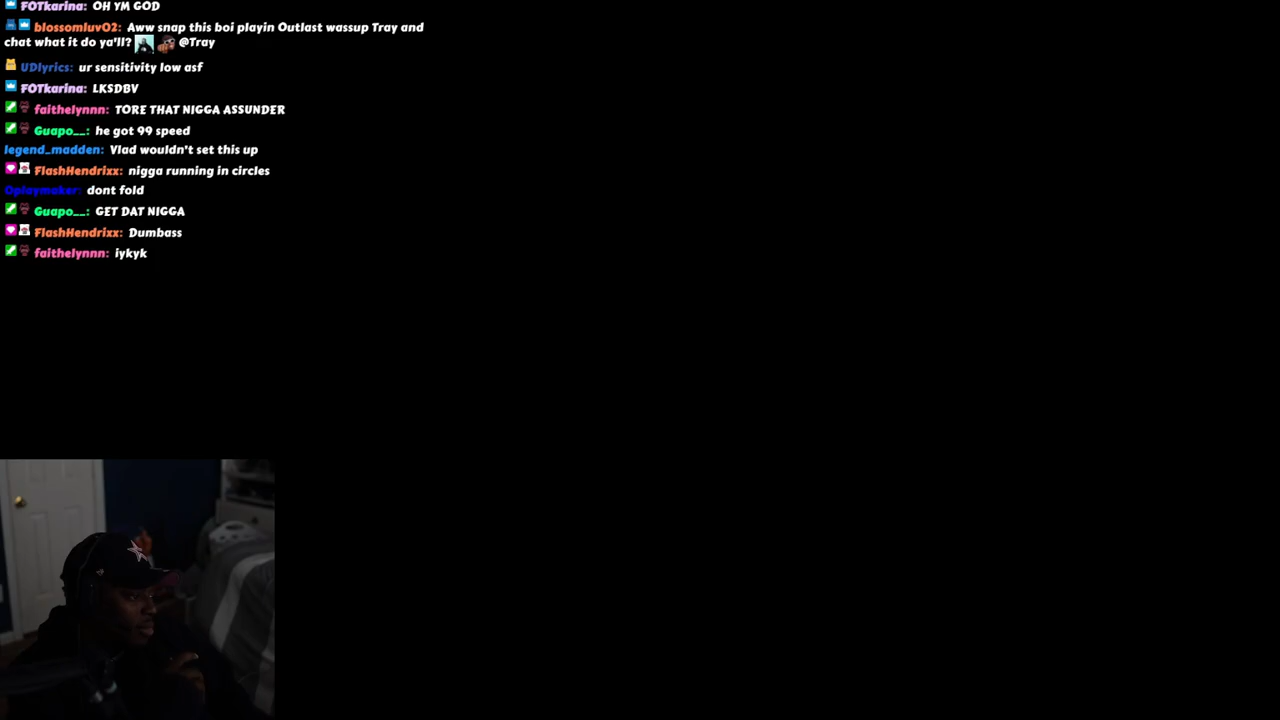 FOTkarina: OH YM GOD
blossomluv02: Aww snap this boi playin Outlast wassup Tray and
chat what it do ya'll? @Tray
UDlyrics: ur sensitivity low asf
FOTkarina: LKSDBV
faithelynnn: TORE THAT NIGGA ASSUNDER
Guapo__: he got 99 speed
legend_madden: Vlad wouldn't set this up
FlashHendrixx: nigga running in circles
Oplaymaker: dont fold
Guapo__: GET DAT NIGGA
FlashHendrixx: Dumbass
faithelynnn: iykyk